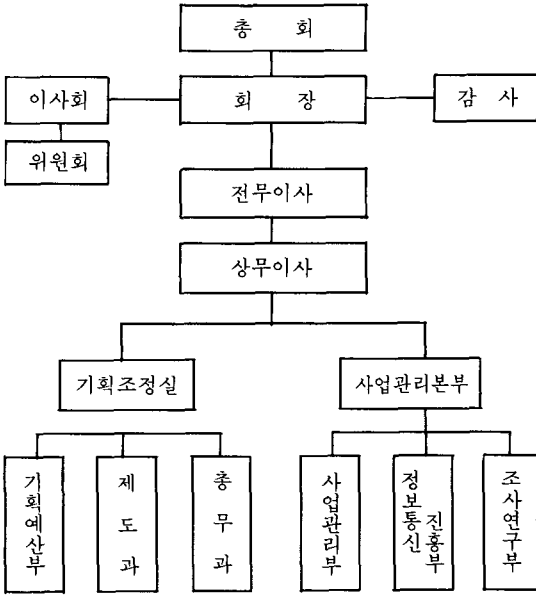 총 회
이사회
회 장
감 사
위원회
전무이사
상무이사
기획조정실
사업관리본부
기획예산부
제도과
총무과
사업관리부
정보통신
진흥부
조사연구부